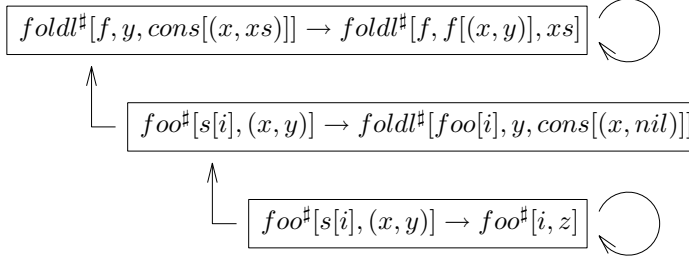 foldl♯[f, y, cons[(x, xs)]] → foldl♯[f, f[(x, y)], xs]
foo♯[s[i], (x, y)] → foldl♯[foo[i], y, cons[(x, nil)]]
foo♯[s[i], (x, y)] → foo♯[i, z]